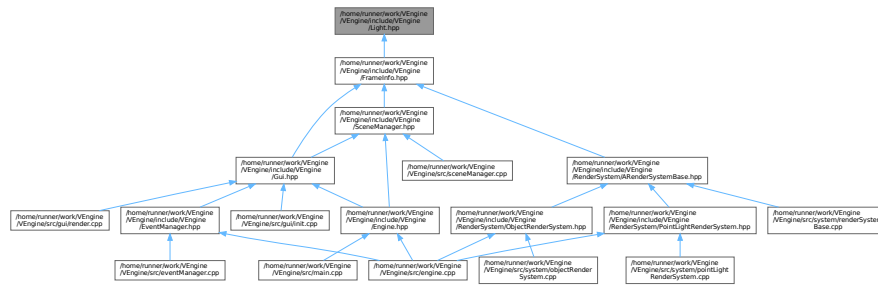 /home/runner/work/VEngine
/VEngine/include/VEngine
/Light.hpp
/home/runner/work/VEngine
/VEngine/include/VEngine
/FrameInfo.hpp
/home/runner/work/VEngine
/VEngine/include/VEngine
/SceneManager.hpp
/home/runner/work/VEngine
/VEngine/include/VEngine
/Gui.hpp
/home/runner/work/VEngine
/VEngine/src/sceneManager.cpp
/home/runner/work/VEngine
/VEngine/include/VEngine
/RenderSystem/ARenderSystemBase.hpp
/home/runner/work/VEngine
/VEngine/src/gui/render.cpp
/home/runner/work/VEngine
/VEngine/include/VEngine
/EventManager.hpp
/home/runner/work/VEngine
/VEngine/src/gui/init.cpp
/home/runner/work/VEngine
/VEngine/include/VEngine
/Engine.hpp
/home/runner/work/VEngine
/VEngine/include/VEngine
/RenderSystem/ObjectRenderSystem.hpp
/home/runner/work/VEngine
/VEngine/include/VEngine
/RenderSystem/PointLightRenderSystem.hpp
/home/runner/work/VEngine
/VEngine/src/system/renderSystem
Base.cpp
/home/runner/work/VEngine
/VEngine/src/eventManager.cpp
/home/runner/work/VEngine
/VEngine/src/main.cpp
/home/runner/work/VEngine
/VEngine/src/engine.cpp
/home/runner/work/VEngine
/VEngine/src/system/objectRender
System.cpp
/home/runner/work/VEngine
/VEngine/src/system/pointLight
RenderSystem.cpp